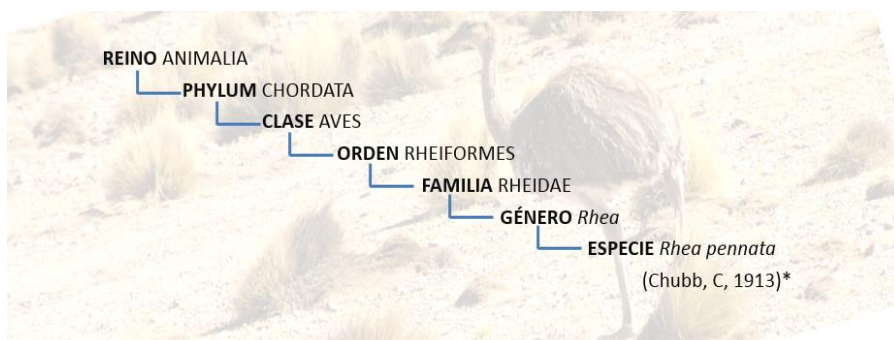 REINO ANIMALIA
PHYLUM CHORDATA
CLASE AVES
ORDEN RHEIFORMES
FAMILIA RHEIDAE
GÉNERO Rhea
ESPECIE Rhea pennata
(Chubb, C, 1913)*